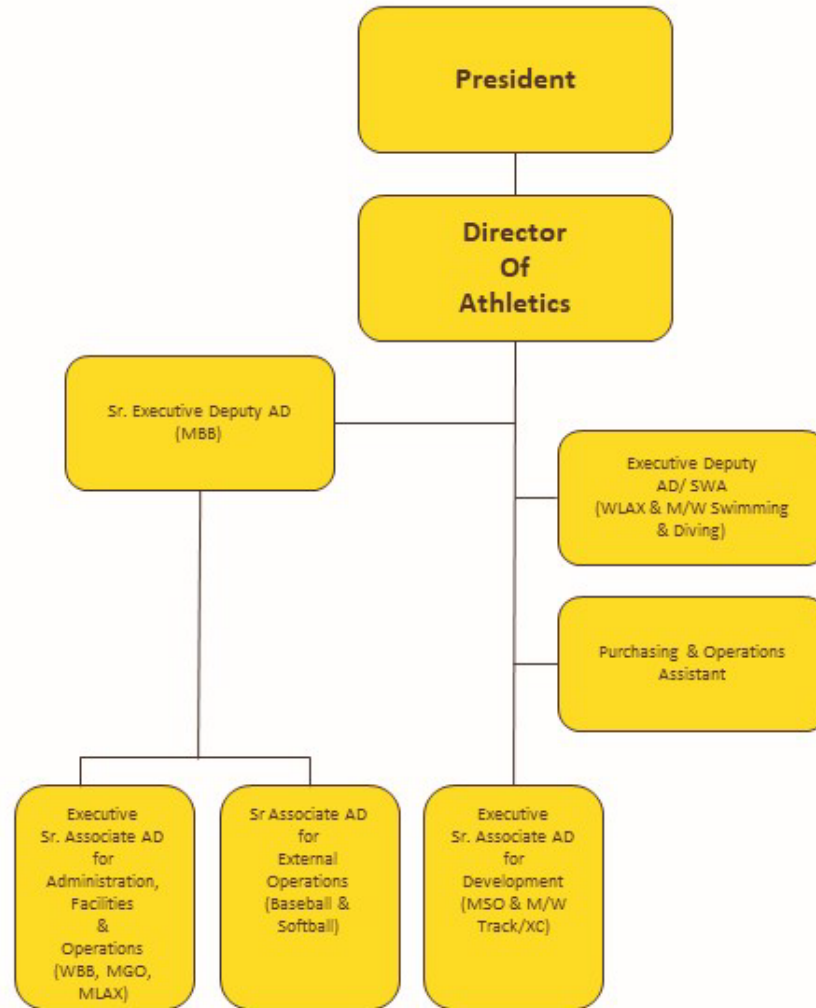 President
Director
Of
Athletics
Sr. Executive Deputy AD
(MBB)
Executive Deputy
AD/ SWA
(WLAX & M/W Swimming
& Diving)
Purchasing & Operations
Assistant
Executive
Sr. Associate AD
for
Administration,
Facilities
&
Operations
(WBB, MGO,
MLAX)
Sr Associate AD
for
External
Operations
(Baseball &
Softball)
Executive
Sr. Associate AD
for
Development
(MSO & M/W
Track/XC)